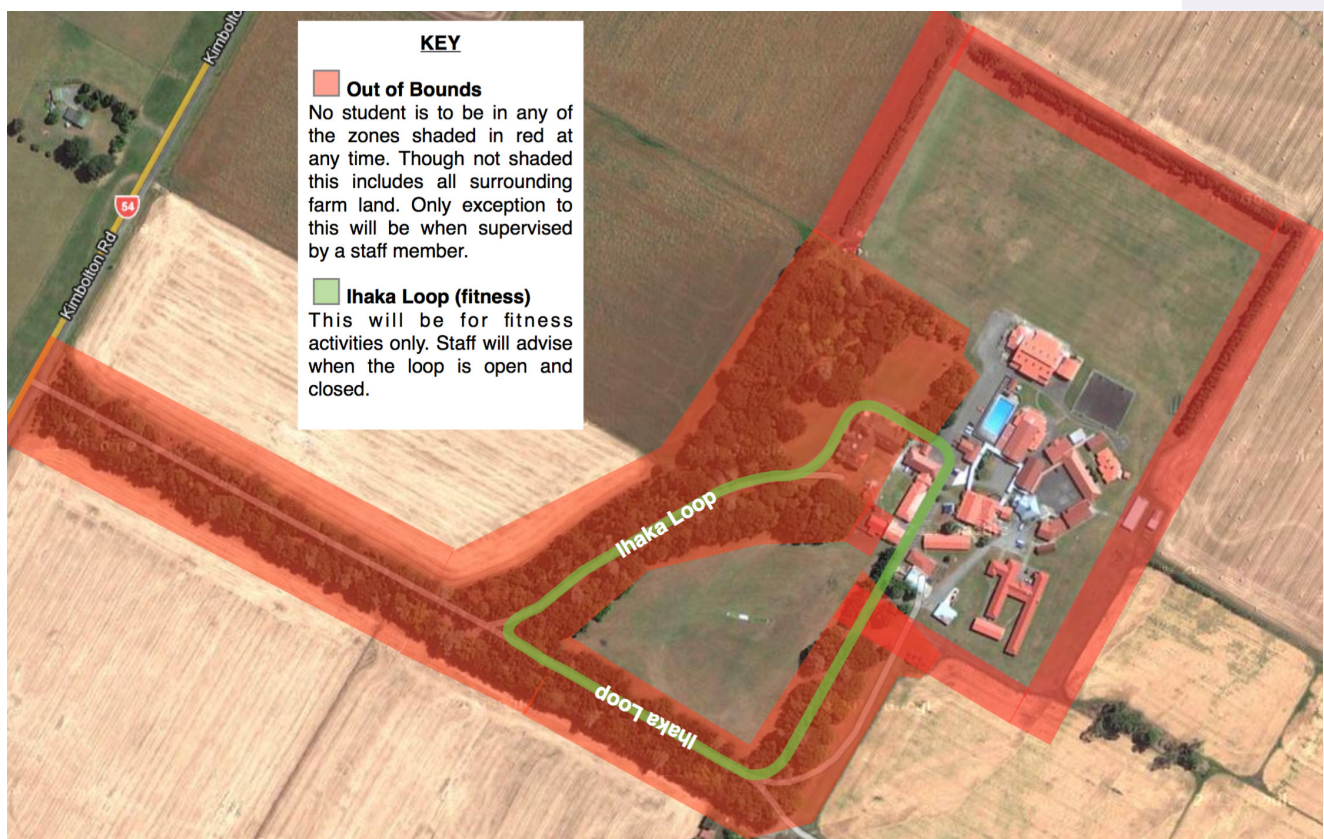 KEY
Out of Bounds
No student is to be in any of
the zones shaded in red at
any time. Though not shaded
this includes all surrounding
farm land. Only exception to
this will be when supervised
by a staff member.
Ihaka Loop (fitness)
This will be for fitness
activities only. Staff will advise
when the loop is open and
closed.
Kimbolto
54
Kimbolton Rd
Ihaka Loop
Ihaka Loop